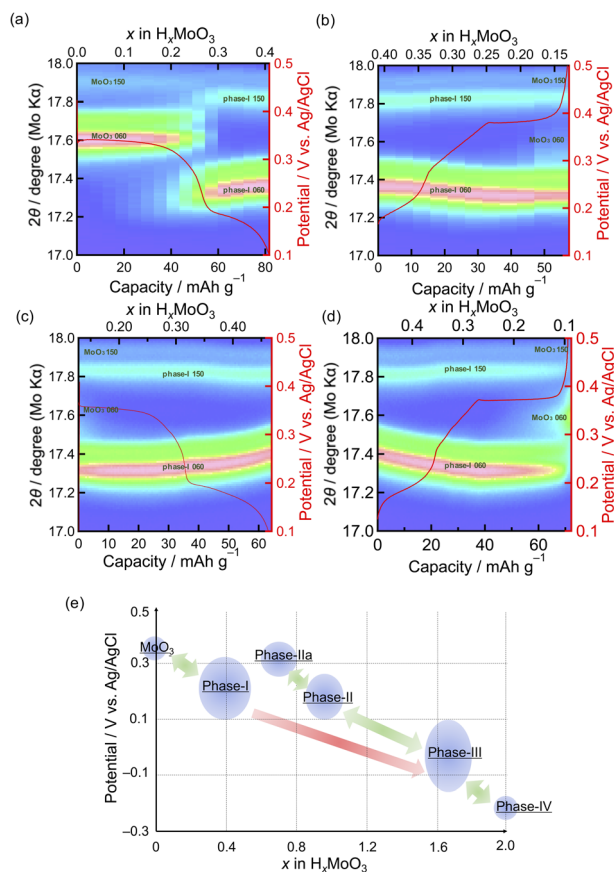 (a)
x in HxMoO3
0 0.1 0.2 0.3 0.4
2θ / degree (Mo Kα)
18.0
17.8
17.6
17.4
17.2
17.0
MoO3 150
phase-I 150
MoO3 060
phase-I 060
0.5
0.4
0.3
0.2
0.1
Potential / V vs. Ag/AgCl
0 20 40 60 80
Capacity / mAh g−1
(b)
x in HxMoO3
0.40 0.35 0.30 0.25 0.20 0.15
2θ / degree (Mo Kα)
18.0
17.8
17.6
17.4
17.2
17.0
MoO3 150
phase-I 150
MoO3 060
phase-I 060
0.5
0.4
0.3
0.2
0.1
Potential / V vs. Ag/AgCl
0 10 20 30 40 50
Capacity / mAh g−1
(c)
x in HxMoO3
0.20 0.30 0.40
2θ / degree (Mo Kα)
18.0
17.8
17.6
17.4
17.2
17.0
MoO3 150
phase-I 150
MoO3 060
phase-I 060
0.5
0.4
0.3
0.2
0.1
Potential / V vs. Ag/AgCl
0 10 20 30 40 50 60
Capacity / mAh g−1
(d)
x in HxMoO3
0.4 0.3 0.2 0.1
2θ / degree (Mo Kα)
18.0
17.8
17.6
17.4
17.2
17.0
MoO3 150
phase-I 150
MoO3 060
phase-I 060
0.5
0.4
0.3
0.2
0.1
Potential / V vs. Ag/AgCl
0 20 40 60
Capacity / mAh g−1
(e)
Potential / V vs. Ag/AgCl
0.5
0.3
0.1
−0.1
−0.3
MoO3
Phase-IIa
Phase-I
Phase-II
Phase-III
Phase-IV
0 0.4 0.8 1.2 1.6 2.0
x in HxMoO3